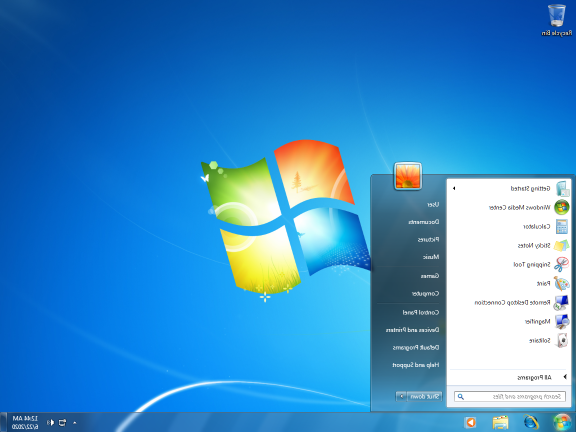 Recycle Bin
Getting Started
Windows Media Center
Calculator
Sticky Notes
Snipping Tool
Paint
Remote Desktop Connection
Magnifier
Solitaire
All Programs
Search programs and files
User
Documents
Pictures
Music
Games
Computer
Control Panel
Devices and Printers
Default Programs
Help and Support
Shut down
12:44 AM
6/22/2020